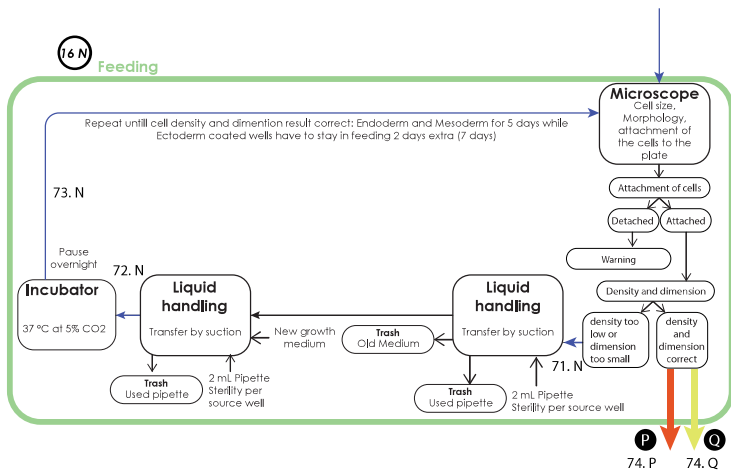 16 N
Feeding
Microscope
Cell size,
Morphology,
attachment of
the cells to the
plate
Repeat untill cell density and dimention result correct: Endoderm and Mesoderm for 5 days while
Ectoderm coated wells have to stay in feeding 2 days extra (7 days)
73. N
Attachment of cells
Detached
Attached
Warning
Density and dimension
density too
low or
dimension
too small
density
and
dimension
correct
71. N
Liquid
handling
Transfer by suction
Trash
Old Medium
Trash
Used pipette
2 mL Pipette
Sterility per
source well
Liquid
handling
Transfer by suction
New growth
medium
Trash
Used pipette
2 mL Pipette
Sterility per
source well
72. N
Pause
overnight
Incubator
37 ºC at 5% CO2
P
Q
74. P
74. Q